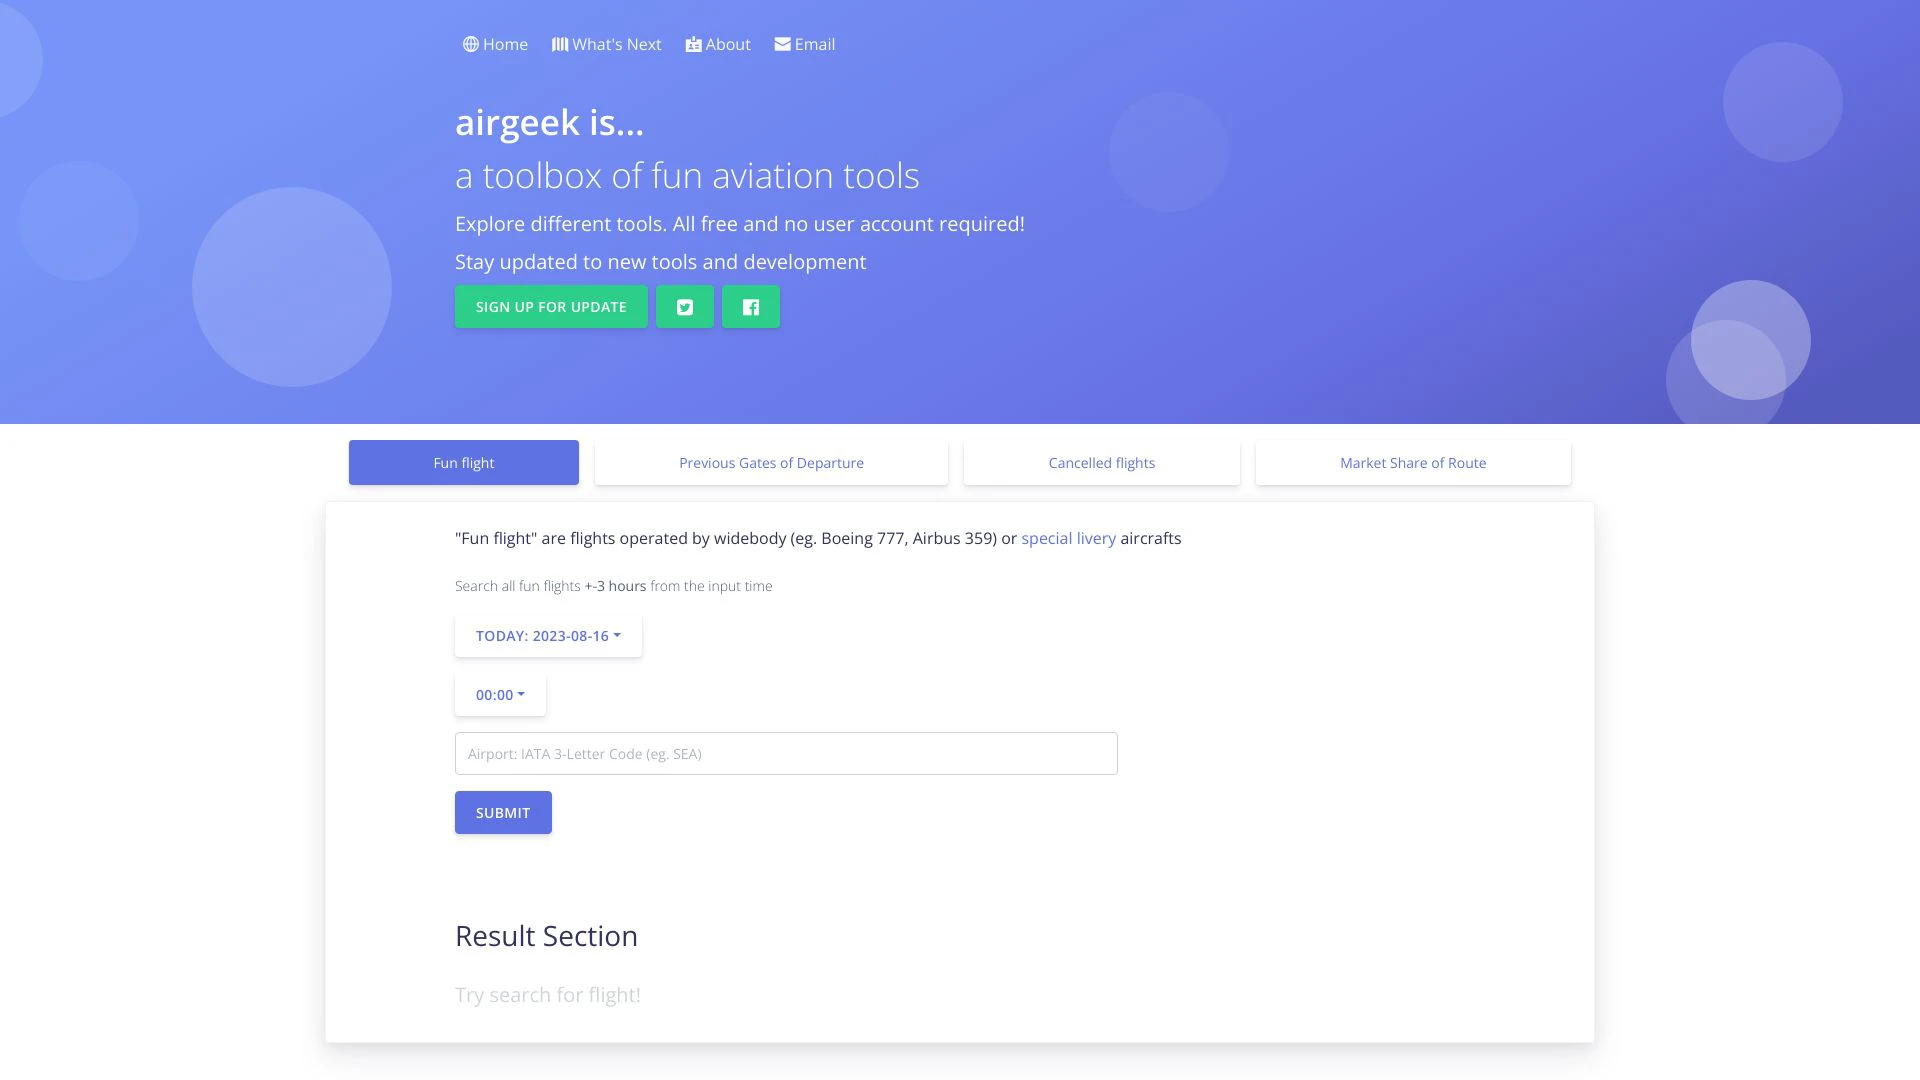 Home What's Next About Email
airgeek is...
a toolbox of fun aviation tools
Explore different tools. All free and no user account required!
Stay updated to new tools and development
SIGN UP FOR UPDATE
Fun flight Previous Gates of Departure Cancelled flights Market Share of Route
"Fun flight" are flights operated by widebody (eg. Boeing 777, Airbus 359) or special livery aircrafts
Search all fun flights +-3 hours from the input time
TODAY: 2023-08-16
00:00
Airport: IATA 3-Letter Code (eg. SEA)
SUBMIT
Result Section
Try search for flight!